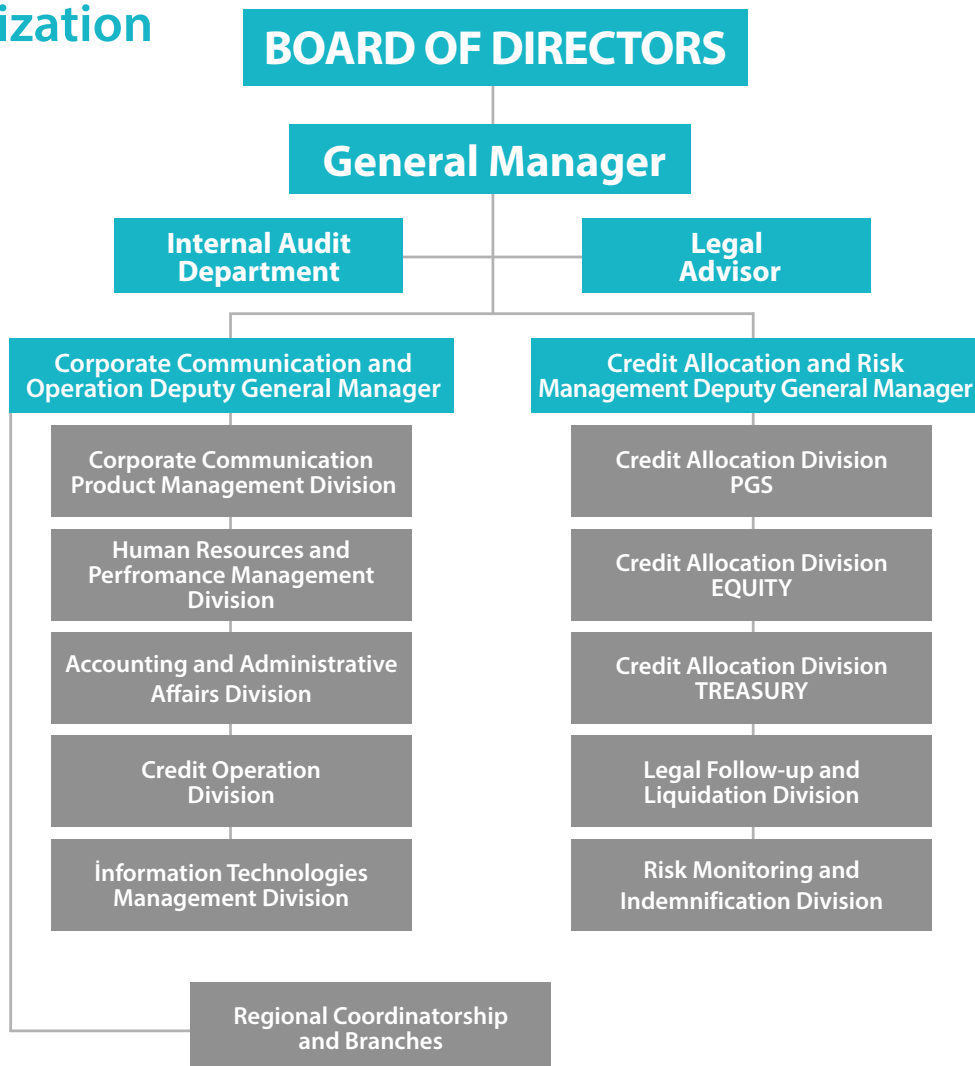 ization
BOARD OF DIRECTORS
General Manager
Internal Audit
Department
Legal
Advisor
Corporate Communication and
Operation Deputy General Manager
Credit Allocation and Risk
Management Deputy General Manager
Corporate Communication
Product Management Division
Credit Allocation Division
PGS
Human Resources and
Perfromance Management
Division
Credit Allocation Division
EQUITY
Accounting and Administrative
Affairs Division
Credit Allocation Division
TREASURY
Credit Operation
Division
Legal Follow-up and
Liquidation Division
İnformation Technologies
Management Division
Risk Monitoring and
Indemnification Division
Regional Coordinatorship
and Branches